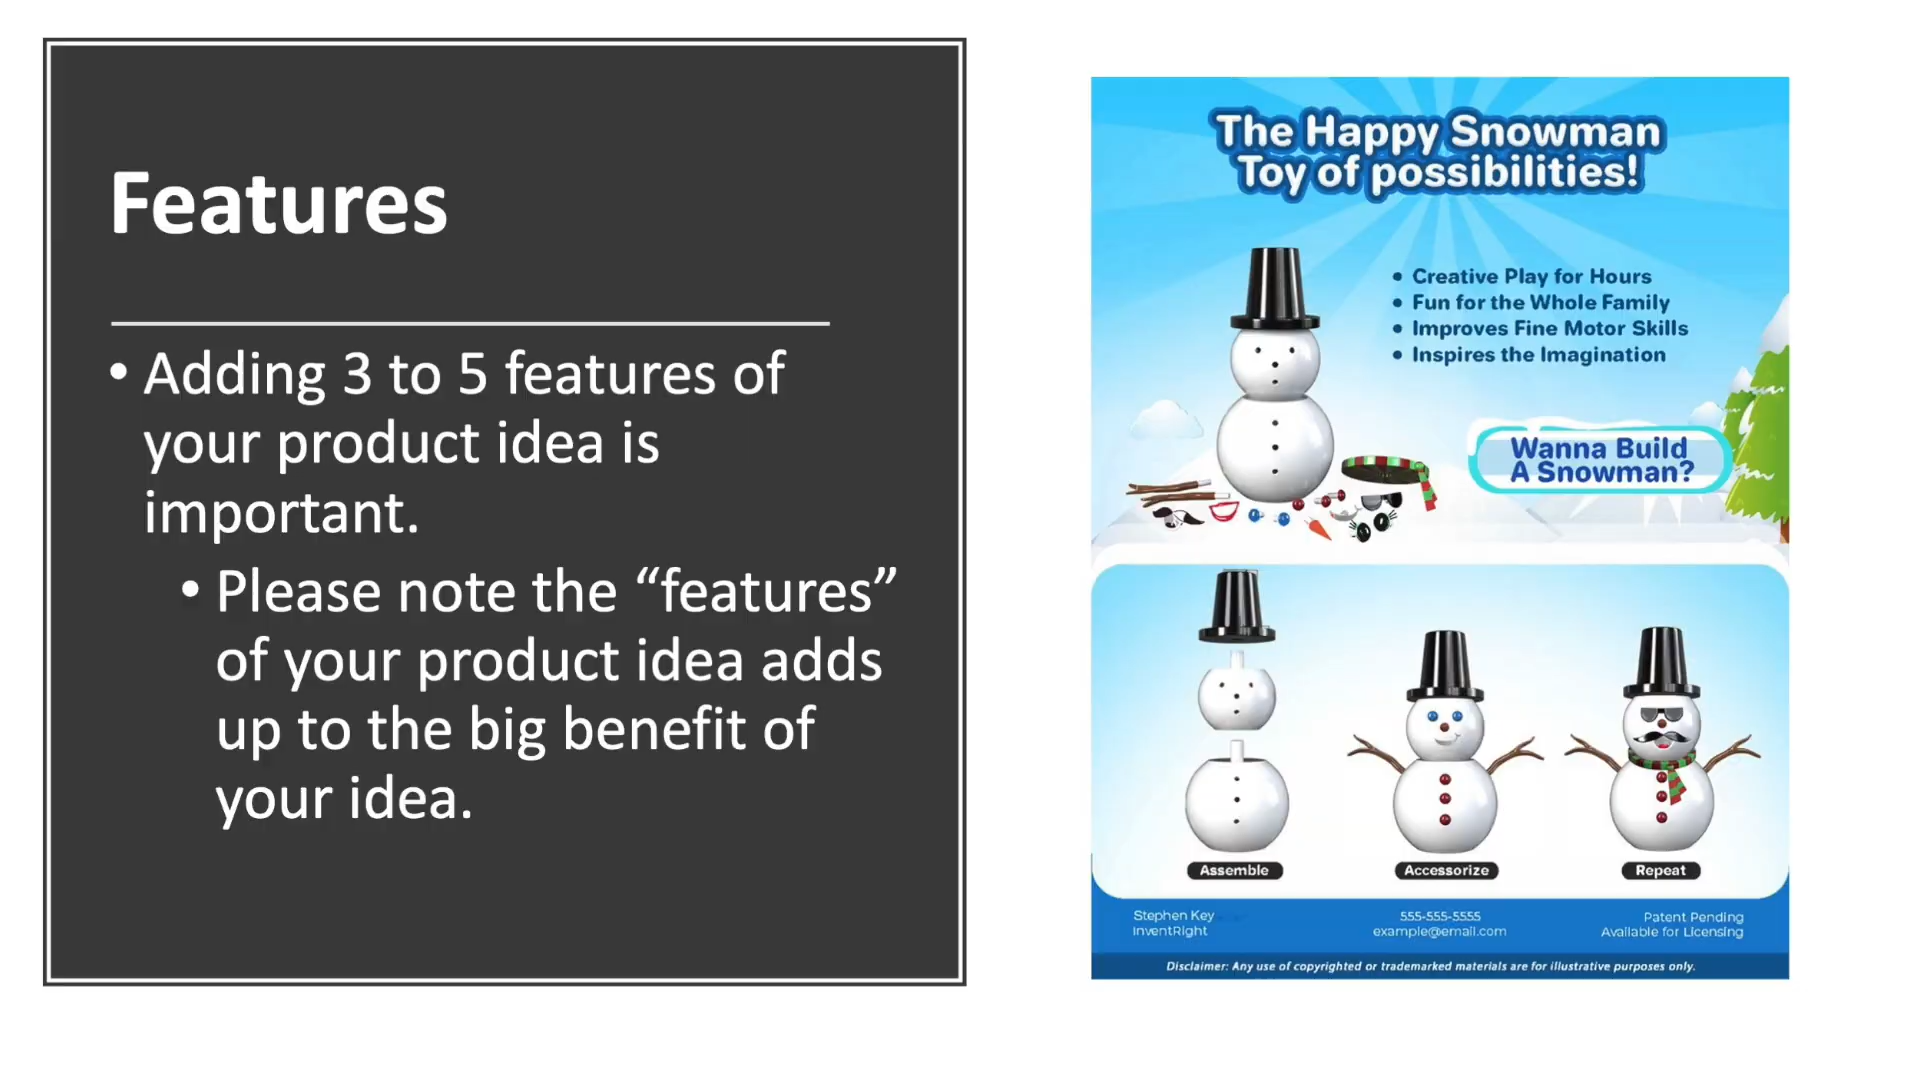 Features
• Adding 3 to 5 features of
your product idea is
important.
• Please note the “features”
of your product idea adds
up to the big benefit of
your idea.
The Happy Snowman
Toy of possibilities!
• Creative Play for Hours
• Fun for the Whole Family
• Improves Fine Motor Skills
• Inspires the Imagination
Wanna Build
A Snowman?
Assemble
Accessorize
Repeat
Stephen Key
InventRight
555-555-5555
example@email.com
Patent Pending
Available for Licensing
Disclaimer: Any use of copyrighted or trademarked materials are for illustrative purposes only.